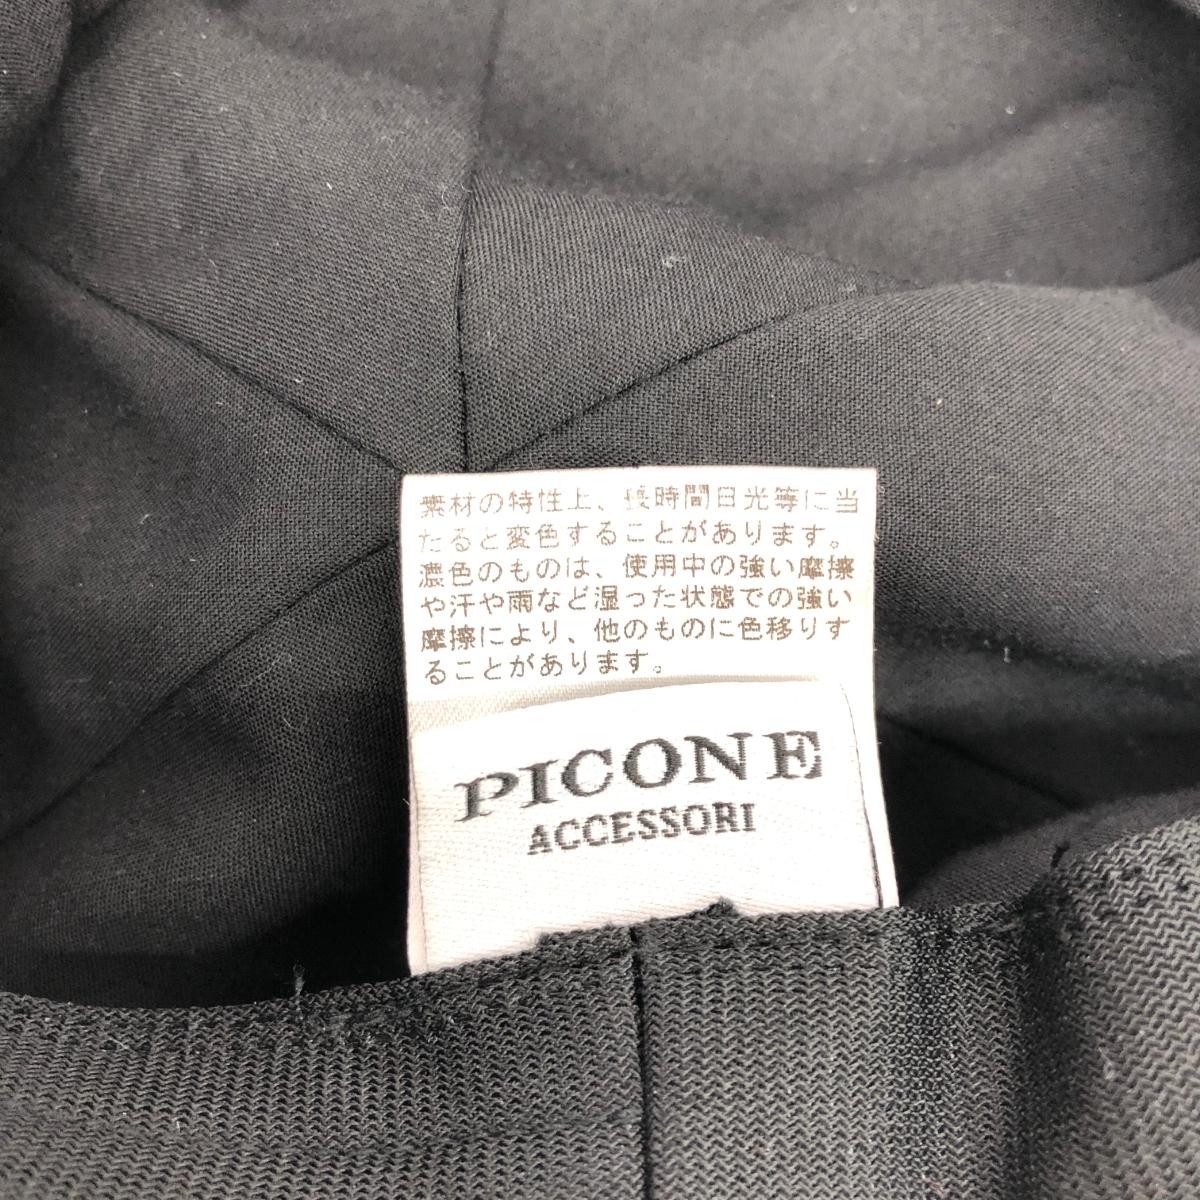 素材の特性上、長時間日光等に当
たると変色することがあります。
濃色のものは、使用中の強い摩擦
や汗や雨など湿った状態での強い
摩擦により、他のものに色移りす
ることがあります。
PICONE
ACCESSORI